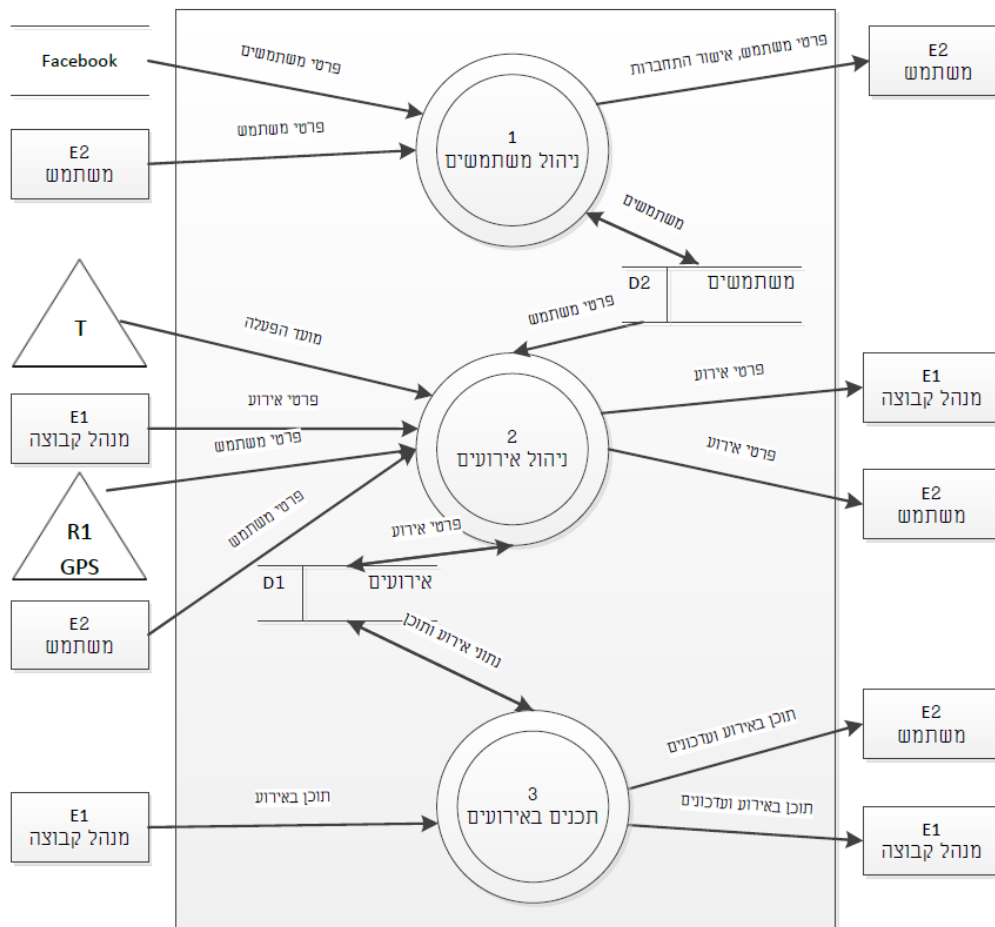 Facebook
פרטי משתמשים
פרטי משתמש, אישור התחברות
E2
משתמש
E2
משתמש
פרטי משתמש
1
ניהול משתמשים
משתמשים
D2
משתמשים
פרטי משתמש
T
מועד הפעלה
E1
מנהל קבוצה
פרטי אירוע
פרטי משתמש
R1
GPS
פרטי משתמש
E2
משתמש
2
ניהול אירועים
פרטי אירוע
E1
מנהל קבוצה
פרטי אירוע
E2
משתמש
פרטי אירוע
D1
אירועים
נתוני אירוע ותוכן
E1
מנהל קבוצה
תוכן באירוע
3
תכנים באירועים
תוכן באירוע ועדכונים
E2
משתמש
תוכן באירוע ועדכונים
E1
מנהל קבוצה